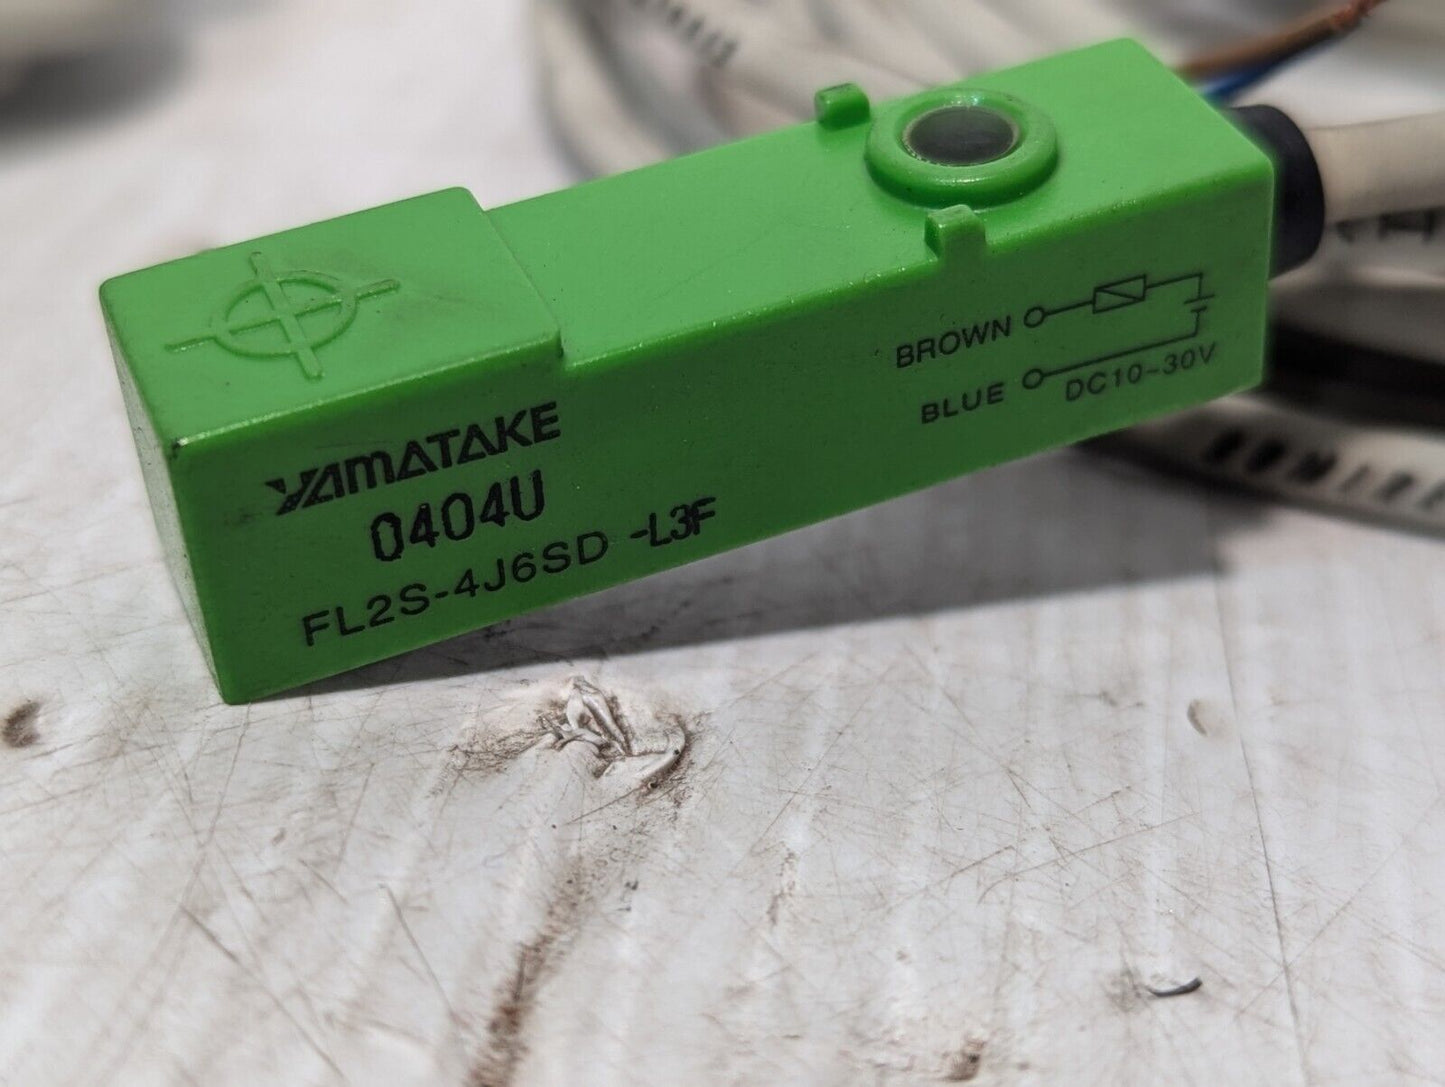 YAMATAKE
0404U
FL2S-4J6SD -L3F
BROWN
BLUE
DC10-30V